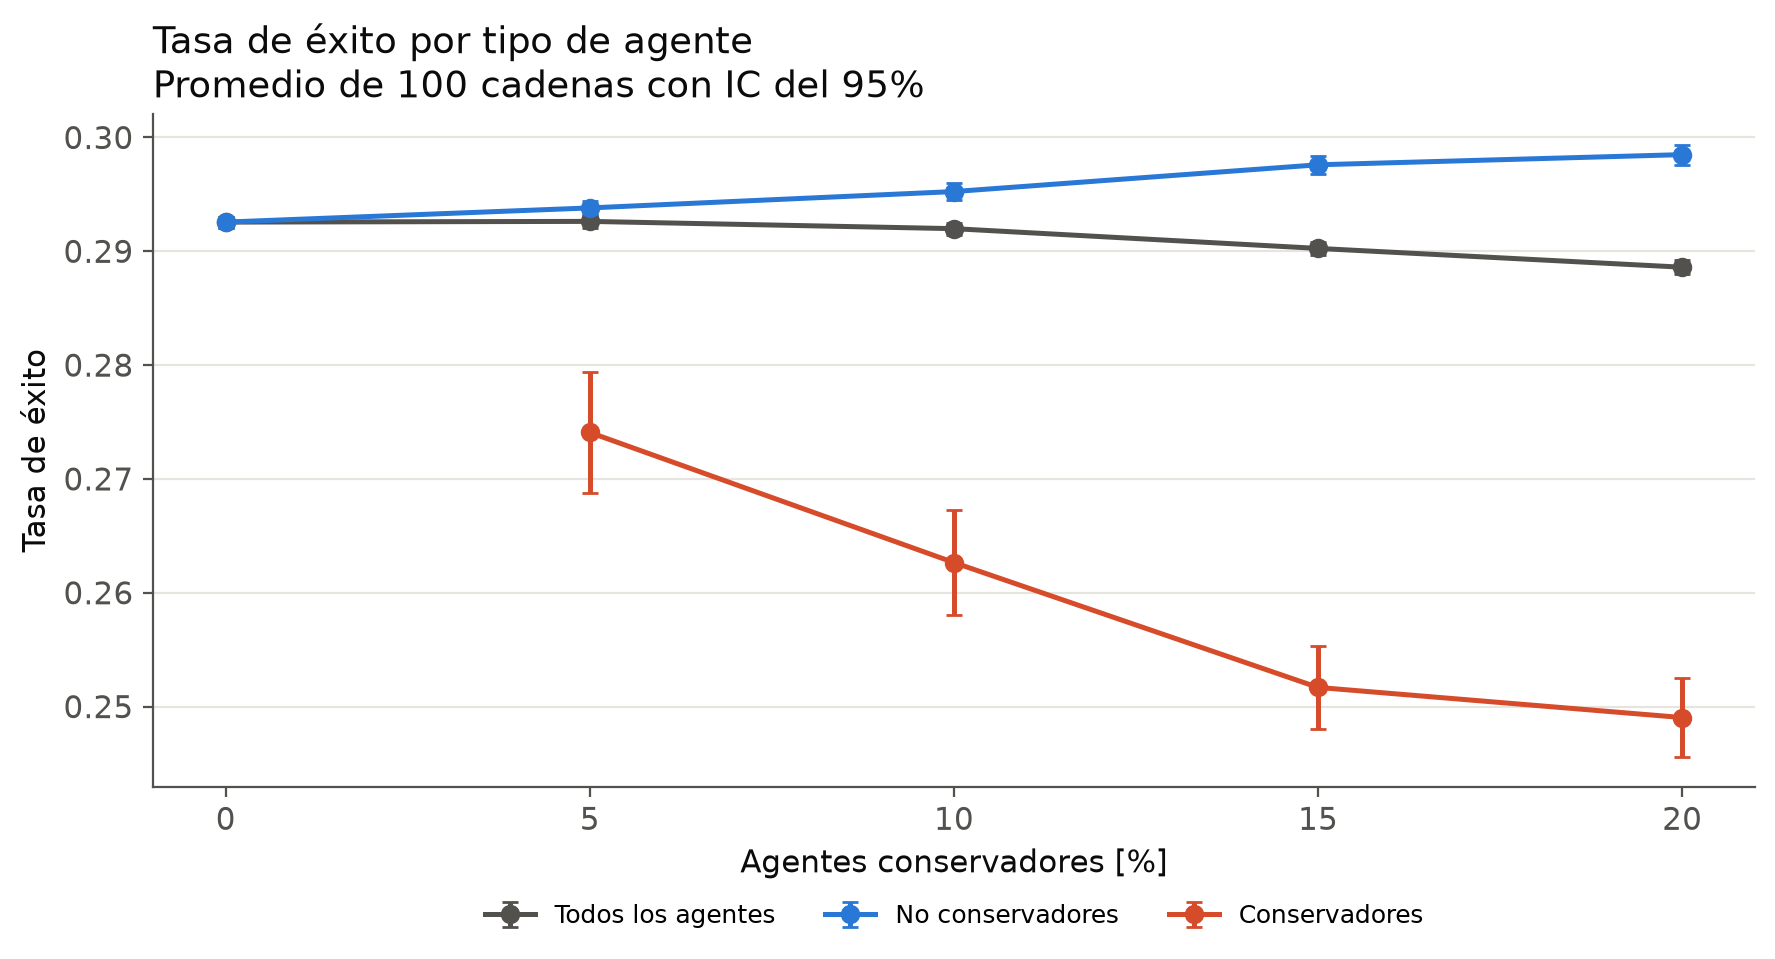 Tasa de éxito por tipo de agente
Promedio de 100 cadenas con IC del 95%
Tasa de éxito
0.30
0.29
0.28
0.27
0.26
0.25
0 5 10 15 20
Agentes conservadores [%]
Todos los agentes No conservadores Conservadores